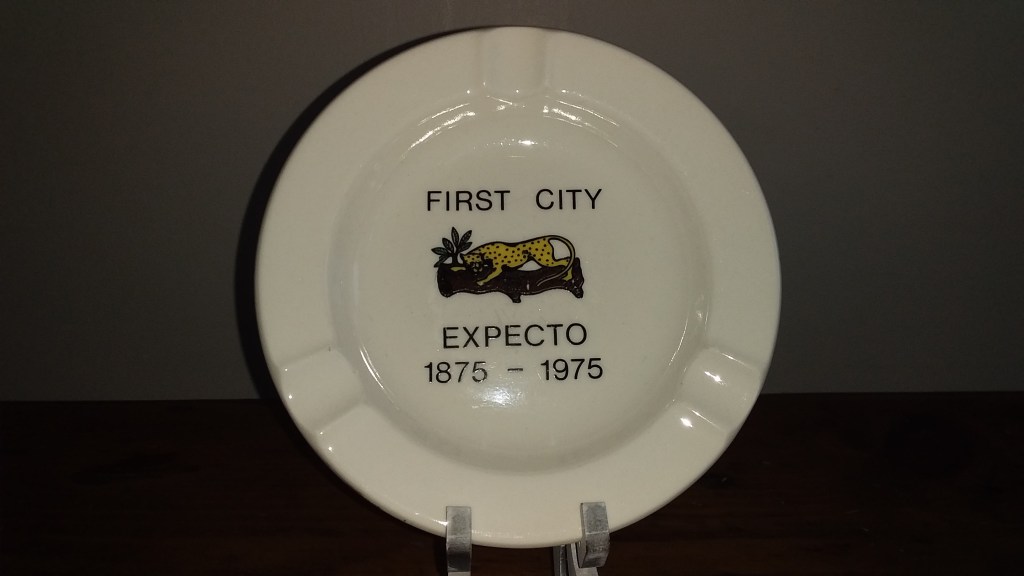 FIRST CITY
EXPECTO
1875 - 1975